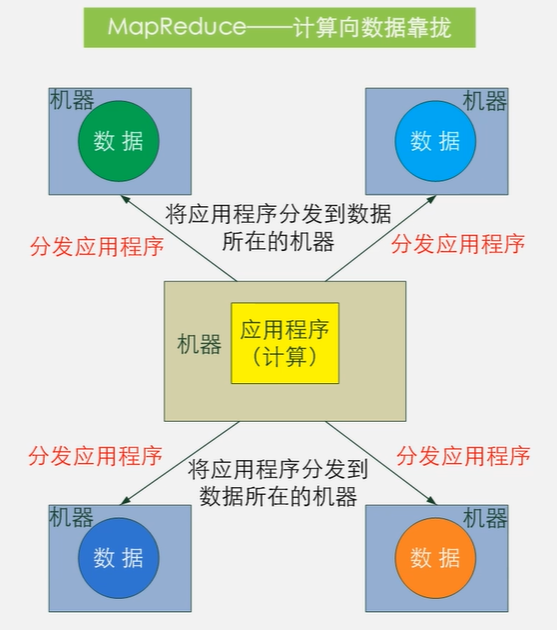 MapReduce——计算向数据靠拢
机器
数据
机器
数据
将应用程序分发到数据
所在的机器
分发应用程序
分发应用程序
机器
应用程序
（计算）
分发应用程序
将应用程序分发到
数据所在的机器
分发应用程序
机器
数据
机器
数据